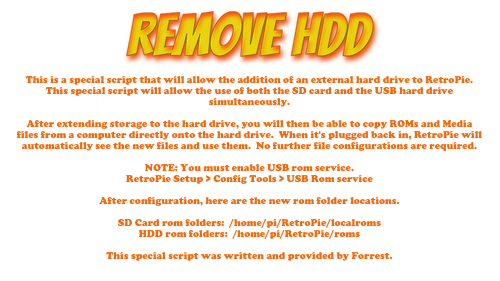 REMOVE HDD
This is a special script that will allow the addition of an external hard drive to RetroPie.
This special script will allow the use of both the SD card and the USB hard drive
simultaneously.
After extending storage to the hard drive, you will then be able to copy ROMs and Media
files from a computer directly onto the hard drive. When it's plugged back in, RetroPie will
automatically see the new files and use them. No further file configurations are required.
NOTE: You must enable USB rom service.
RetroPie Setup > Config Tools > USB Rom service
After configuration, here are the new rom folder locations.
SD Card rom folders: /home/pi/RetroPie/localroms
HDD rom folders: /home/pi/RetroPie/roms
This special script was written and provided by Forrest.